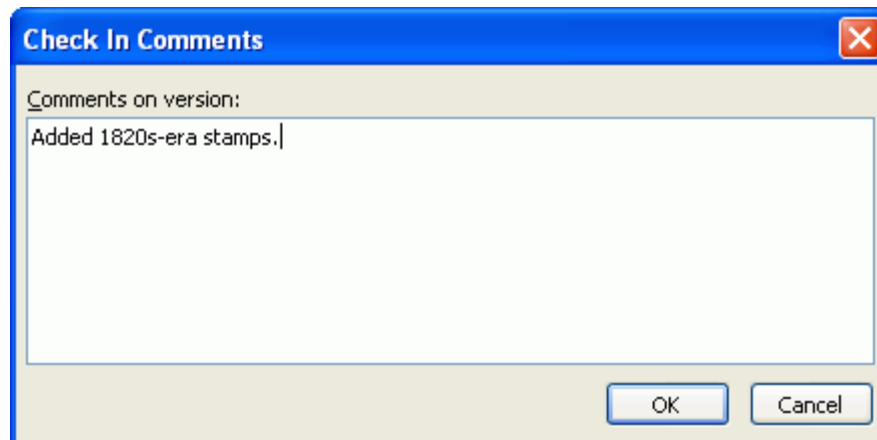 Check In Comments
Comments on version:
Added 1820s-era stamps.
OK Cancel